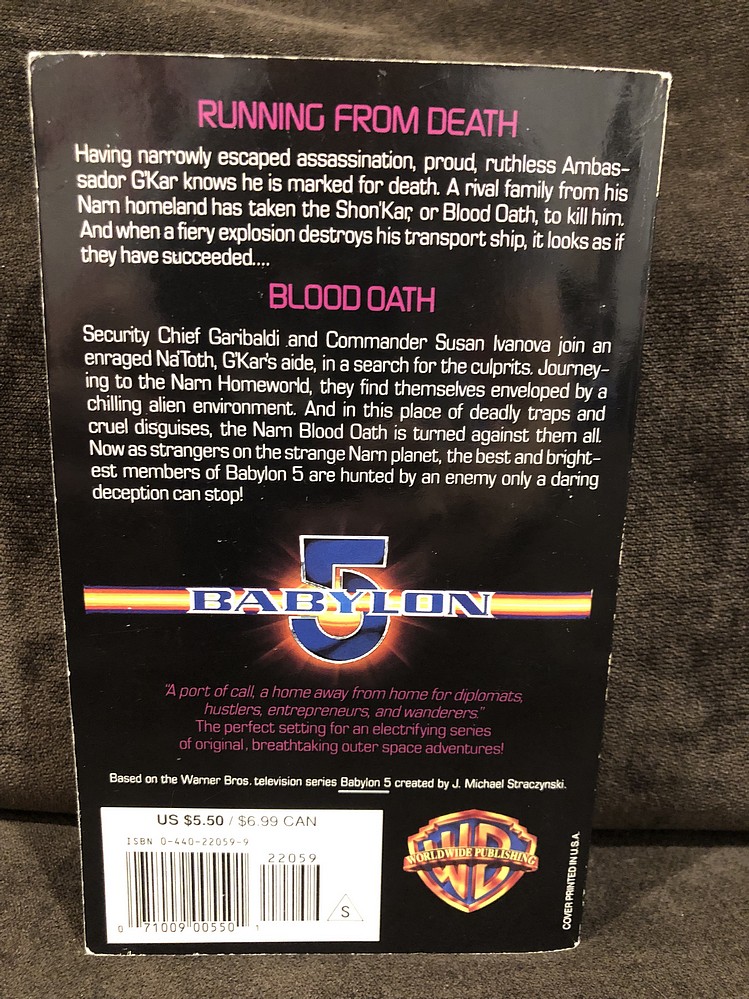 RUNNING FROM DEATH
Having narrowly escaped assassination, proud, ruthless Ambas-
sador G'Kar knows he is marked for death. A rival family from his
Narn homeland has taken the Shon'Kar, or Blood Oath, to kill him.
And when a fiery explosion destroys his transport ship, it looks as if
they have succeeded....
BLOOD OATH
Security Chief Garibaldi and Commander Susan Ivanova join an
enraged Na'Toth, G'Kar's aide, in a search for the culprits. Journey-
ing to the Narn Homeworld, they find themselves enveloped by a
chilling alien environment. And in this place of deadly traps and
cruel disguises, the Narn Blood Oath is turned against them all.
Now as strangers on the strange Narn planet, the best and bright-
est members of Babylon 5 are hunted by an enemy only a daring
deception can stop!
BABYLON 5
"A port of call, a home away from home for diplomats,
hustlers, entrepreneurs, and wanderers."
The perfect setting for an electrifying series
of original, breathtaking outer space adventures!
Based on the Warner Bros. television series Babylon 5 created by J. Michael Straczynski.
US $5.50 / $6.99 CAN
ISBN 0-440-22059-9
22059
0 71009 00550 1
S
WB
WORLDWIDE PUBLISHING
COVER PRINTED IN U.S.A.